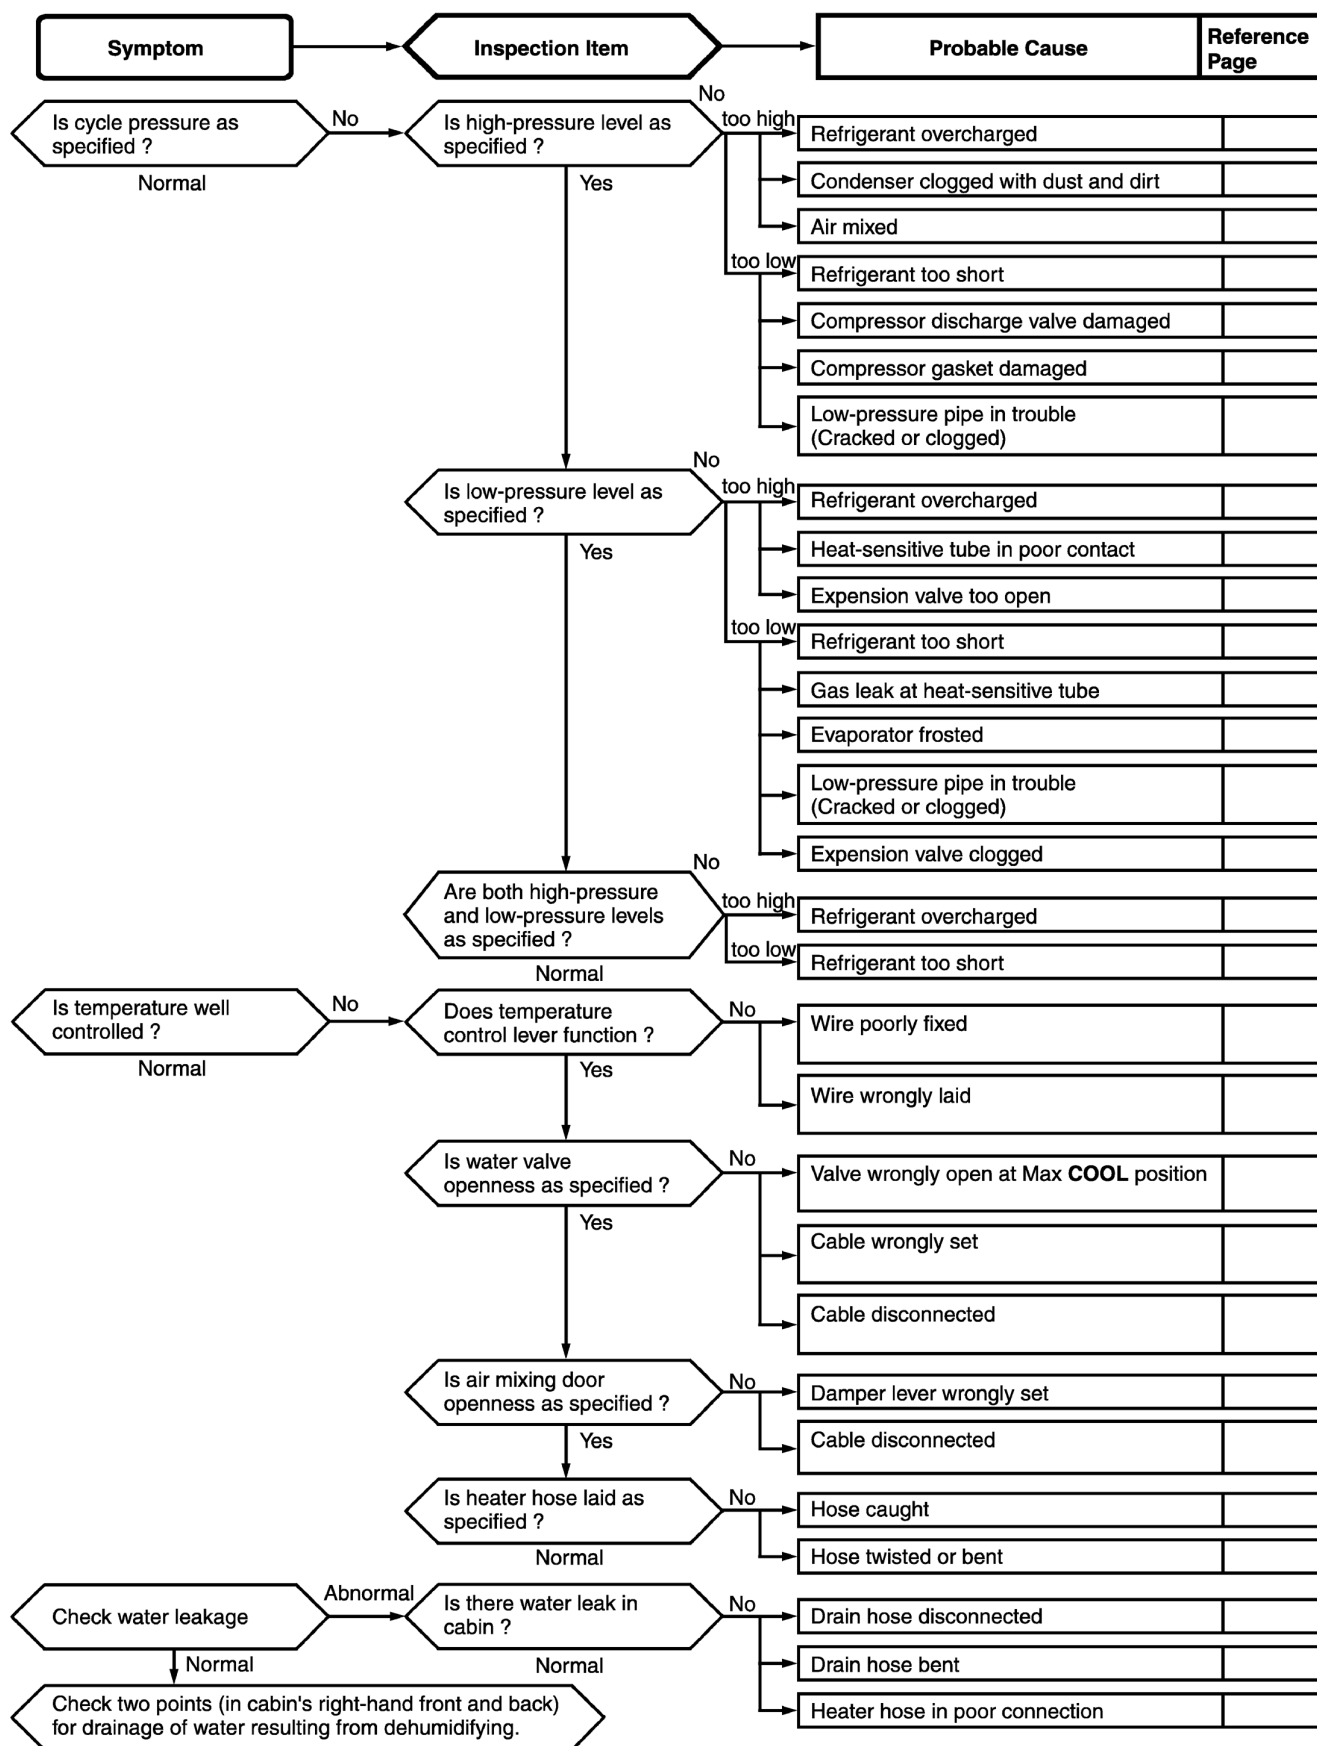 Symptom
Inspection Item
Probable Cause
Reference
Page
Is cycle pressure as
specified ?
No
Normal
Is high-pressure level as
specified ?
No
Yes
too high
Refrigerant overcharged
Condenser clogged with dust and dirt
Air mixed
too low
Refrigerant too short
Compressor discharge valve damaged
Compressor gasket damaged
Low-pressure pipe in trouble
(Cracked or clogged)
Is low-pressure level as
specified ?
No
Yes
too high
Refrigerant overcharged
Heat-sensitive tube in poor contact
Expension valve too open
too low
Refrigerant too short
Gas leak at heat-sensitive tube
Evaporator frosted
Low-pressure pipe in trouble
(Cracked or clogged)
Expension valve clogged
Are both high-pressure
and low-pressure levels
as specified ?
No
Normal
too high
Refrigerant overcharged
too low
Refrigerant too short
Is temperature well
controlled ?
No
Normal
Does temperature
control lever function ?
No
Yes
Wire poorly fixed
Wire wrongly laid
Is water valve
openness as specified ?
No
Yes
Valve wrongly open at Max COOL position
Cable wrongly set
Cable disconnected
Is air mixing door
openness as specified ?
No
Yes
Damper lever wrongly set
Cable disconnected
Is heater hose laid as
specified ?
No
Normal
Hose caught
Hose twisted or bent
Check water leakage
Abnormal
Normal
Is there water leak in
cabin ?
No
Normal
Drain hose disconnected
Drain hose bent
Heater hose in poor connection
Check two points (in cabin's right-hand front and back)
for drainage of water resulting from dehumidifying.